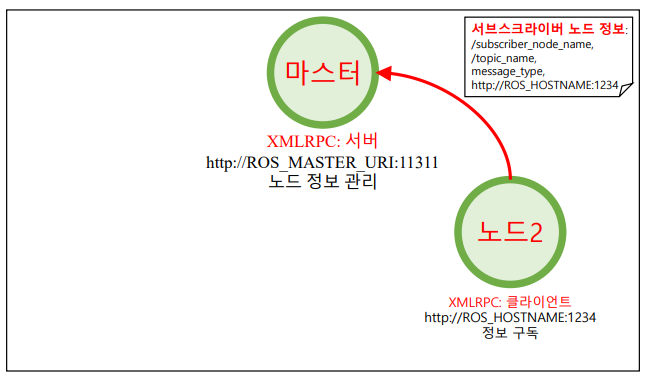 마스터
XMLRPC: 서버
http://ROS_MASTER_URI:11311
노드 정보 관리
서브스크라이버 노드 정보:
/subscriber_node_name,
/topic_name,
message_type,
http://ROS_HOSTNAME:1234
노드2
XMLRPC: 클라이언트
http://ROS_HOSTNAME:1234
정보 구독